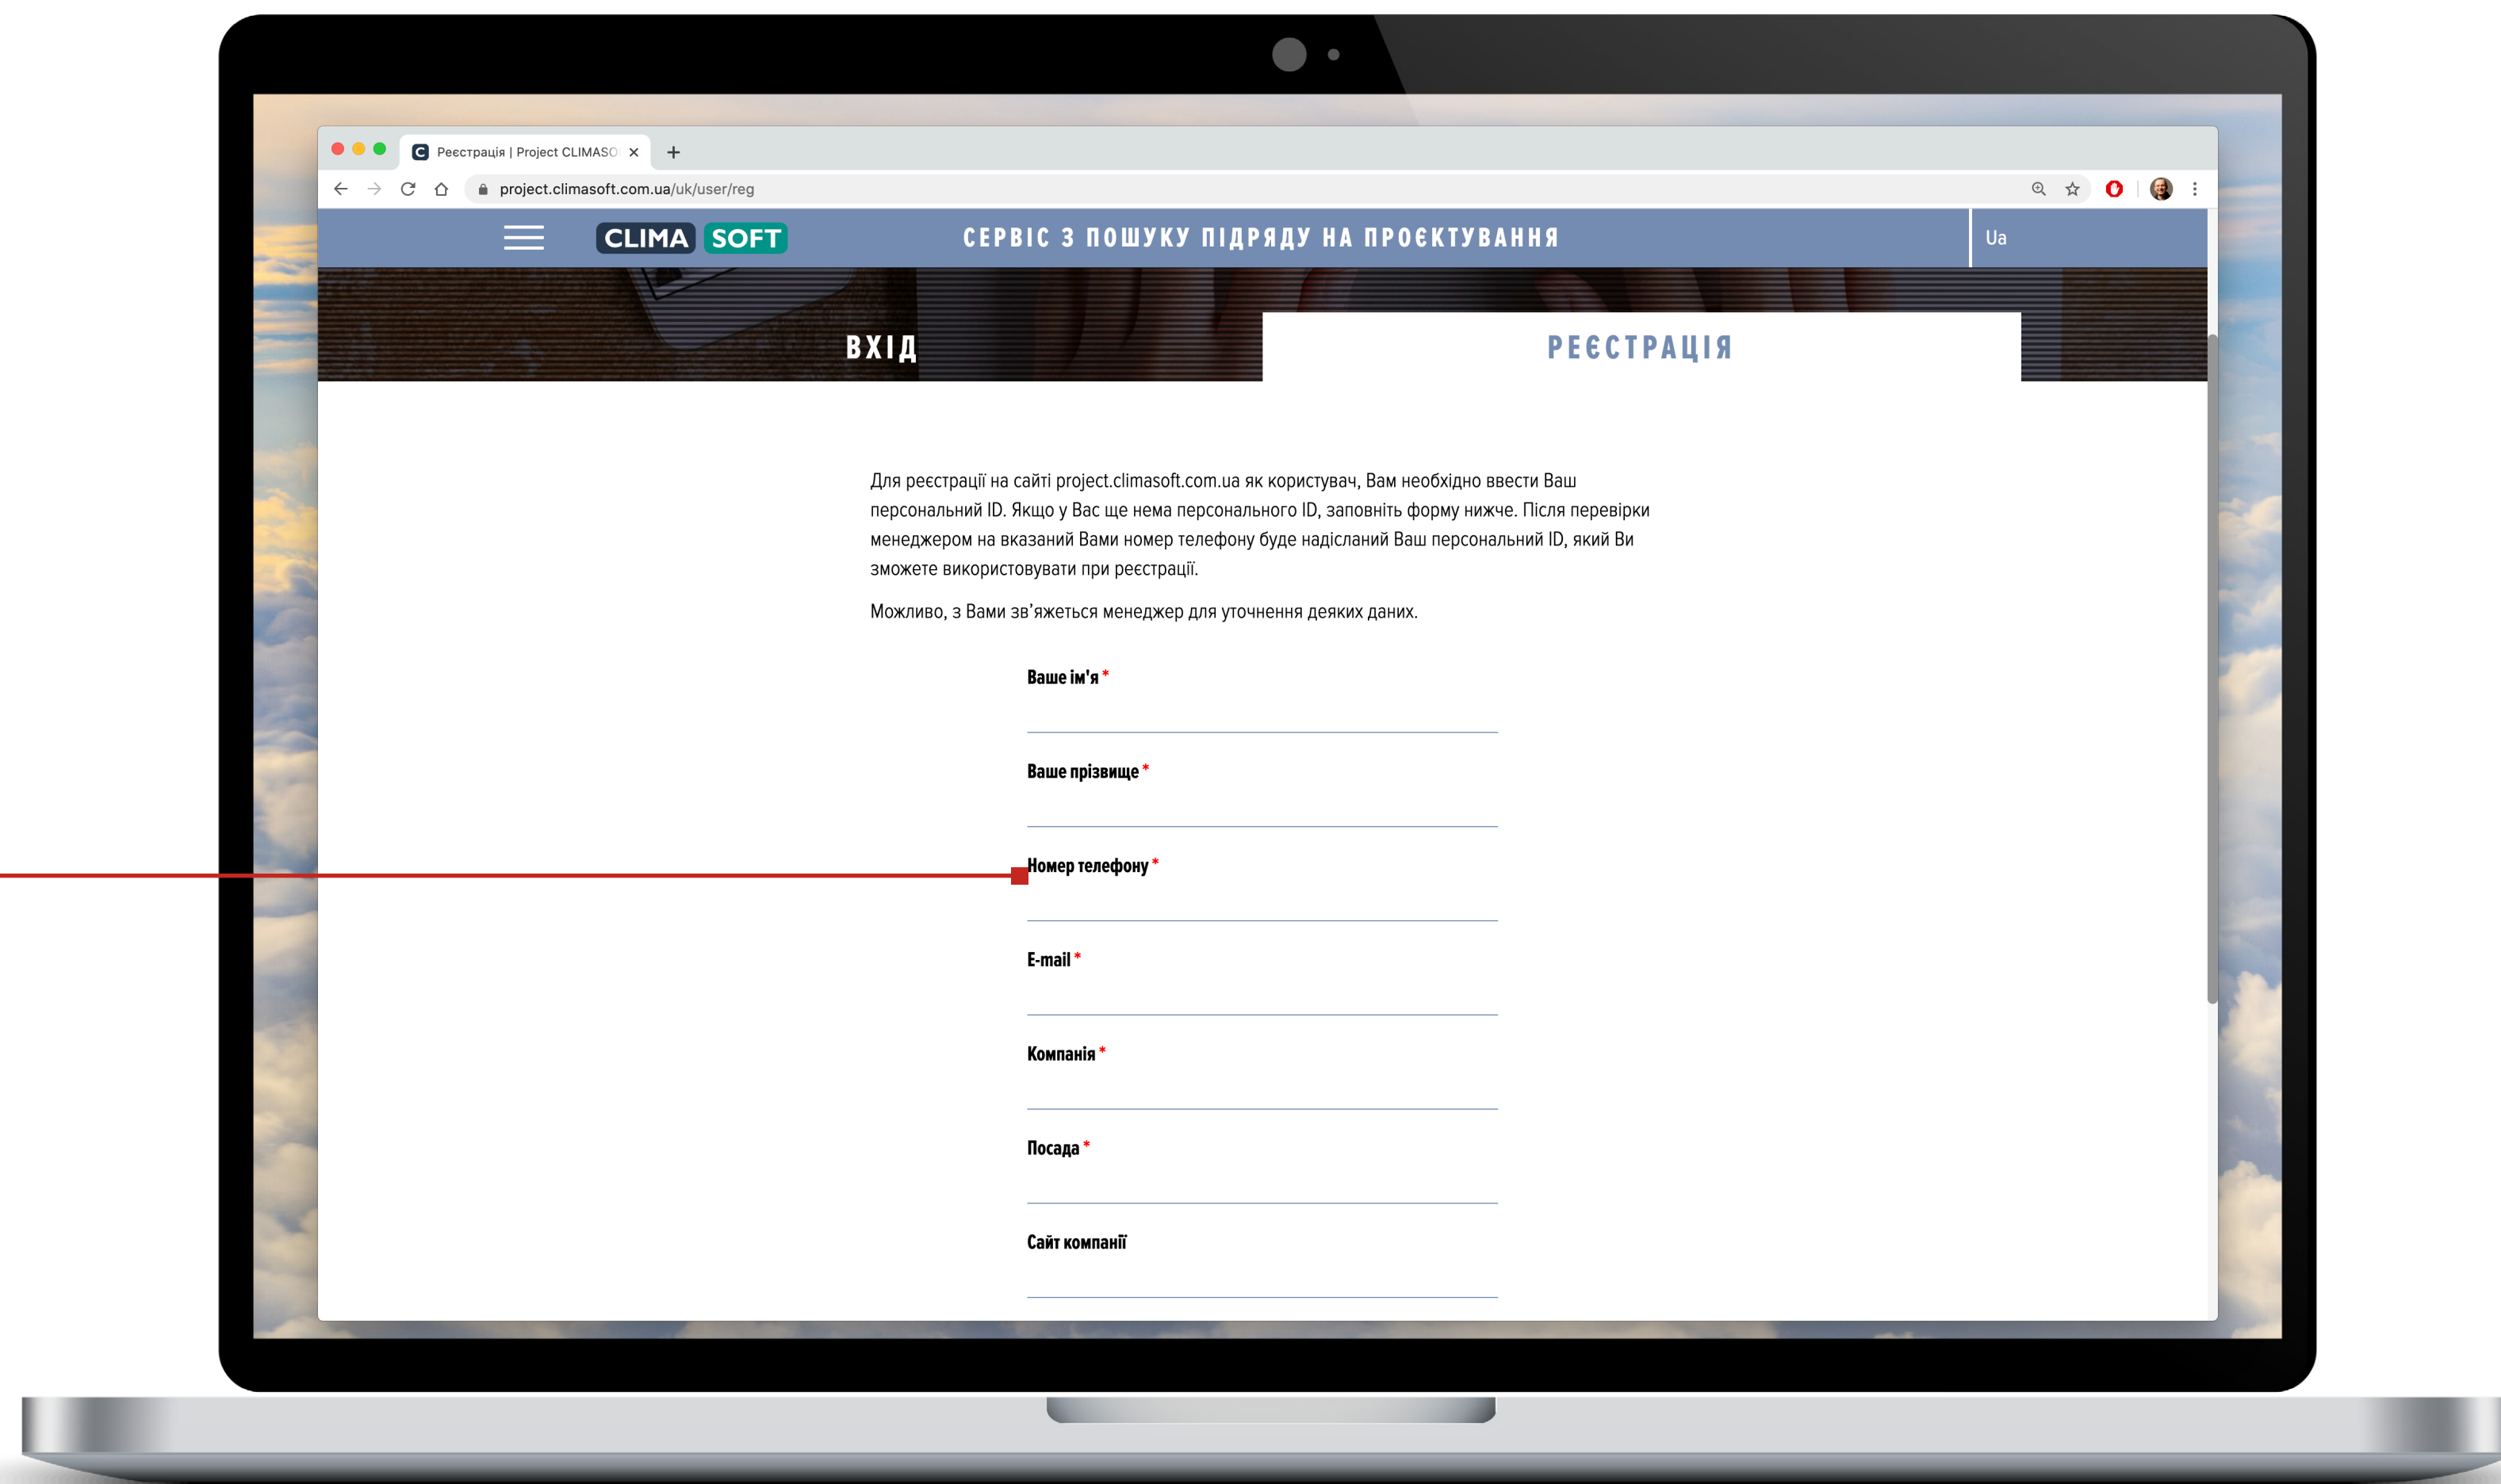 Реєстрація | Project CLIMASO
project.climasoft.com.ua/uk/user/reg
CLIMA SOFT
СЕРВІС З ПОШУКУ ПІДРЯДУ НА ПРОЄКТУВАННЯ
Ua
ВХІД
РЕЄСТРАЦІЯ
Для реєстрації на сайті project.climasoft.com.ua як користувач, Вам необхідно ввести Ваш
персональний ID. Якщо у Вас ще нема персонального ID, заповніть форму нижче. Після перевірки
менеджером на вказаний Вами номер телефону буде надісланий Ваш персональний ID, який Ви
зможете використовувати при реєстрації.
Можливо, з Вами зв’яжеться менеджер для уточнення деяких даних.
Ваше ім'я *
Ваше прізвище *
Номер телефону *
E-mail *
Компанія *
Посада *
Сайт компанії